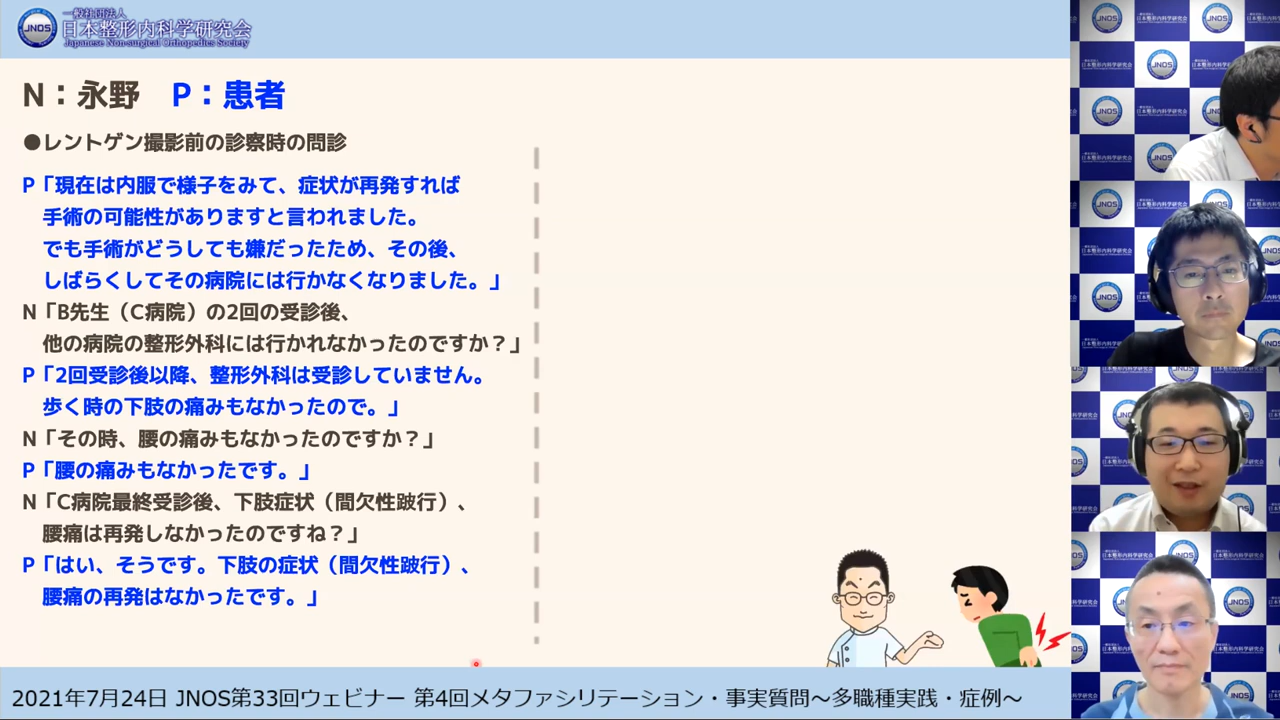 一般社団法人
日本整形内科学研究会
Japanese Non-surgical Orthopedics Society
JNOS
N：永野　P：患者
●レントゲン撮影前の診察時の問診
P「現在は内服で様子をみて、症状が再発すれば
手術の可能性がありますと言われました。
でも手術がどうしても嫌だったため、その後、
しばらくしてその病院には行かなくなりました。」
N「B先生（C病院）の2回の受診後、
他の病院の整形外科には行かれなかったのですか？」
P「2回受診後以降、整形外科は受診していません。
歩く時の下肢の痛みもなかったので。」
N「その時、腰の痛みもなかったのですか？」
P「腰の痛みもなかったです。」
N「C病院最終受診後、下肢症状（間欠性跛行）、
腰痛は再発しなかったのですね？」
P「はい、そうです。下肢の症状（間欠性跛行）、
腰痛の再発はなかったです。」
2021年7月24日 JNOS第33回ウェビナー 第4回メタファシリテーション・事実質問～多職種実践・症例～